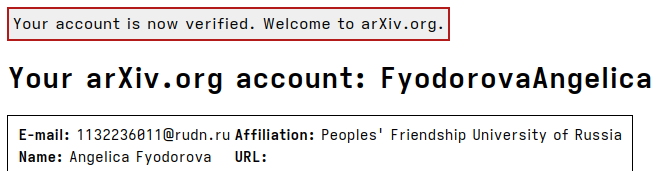 Your account is now verified. Welcome to arXiv.org.
Your arXiv.org account: FyodorovaAngelica
E-mail: 1132236011@rudn.ru Affiliation: Peoples' Friendship University of Russia
Name: Angelica Fyodorova URL: